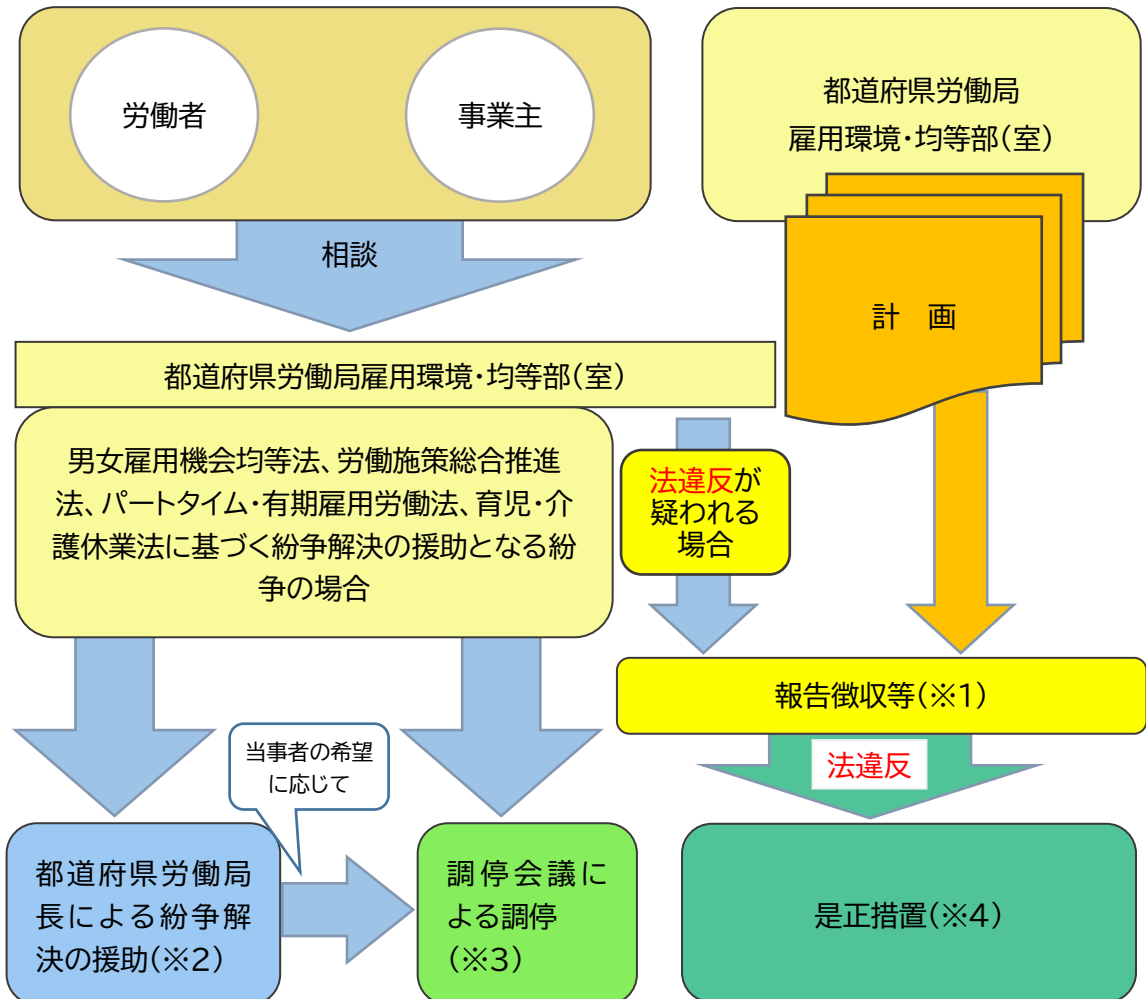 労働者
事業主
都道府県労働局
雇用環境・均等部(室)
相談
計　画
都道府県労働局雇用環境・均等部(室)
男女雇用機会均等法、労働施策総合推進
法、パートタイム・有期雇用労働法、育児・介
護休業法に基づく紛争解決の援助となる紛
争の場合
法違反が
疑われる
場合
報告徴収等(※1)
当事者の希望
に応じて
法違反
都道府県労働局
長による紛争解
決の援助(※2)
調停会議に
よる調停
(※3)
是正措置(※4)